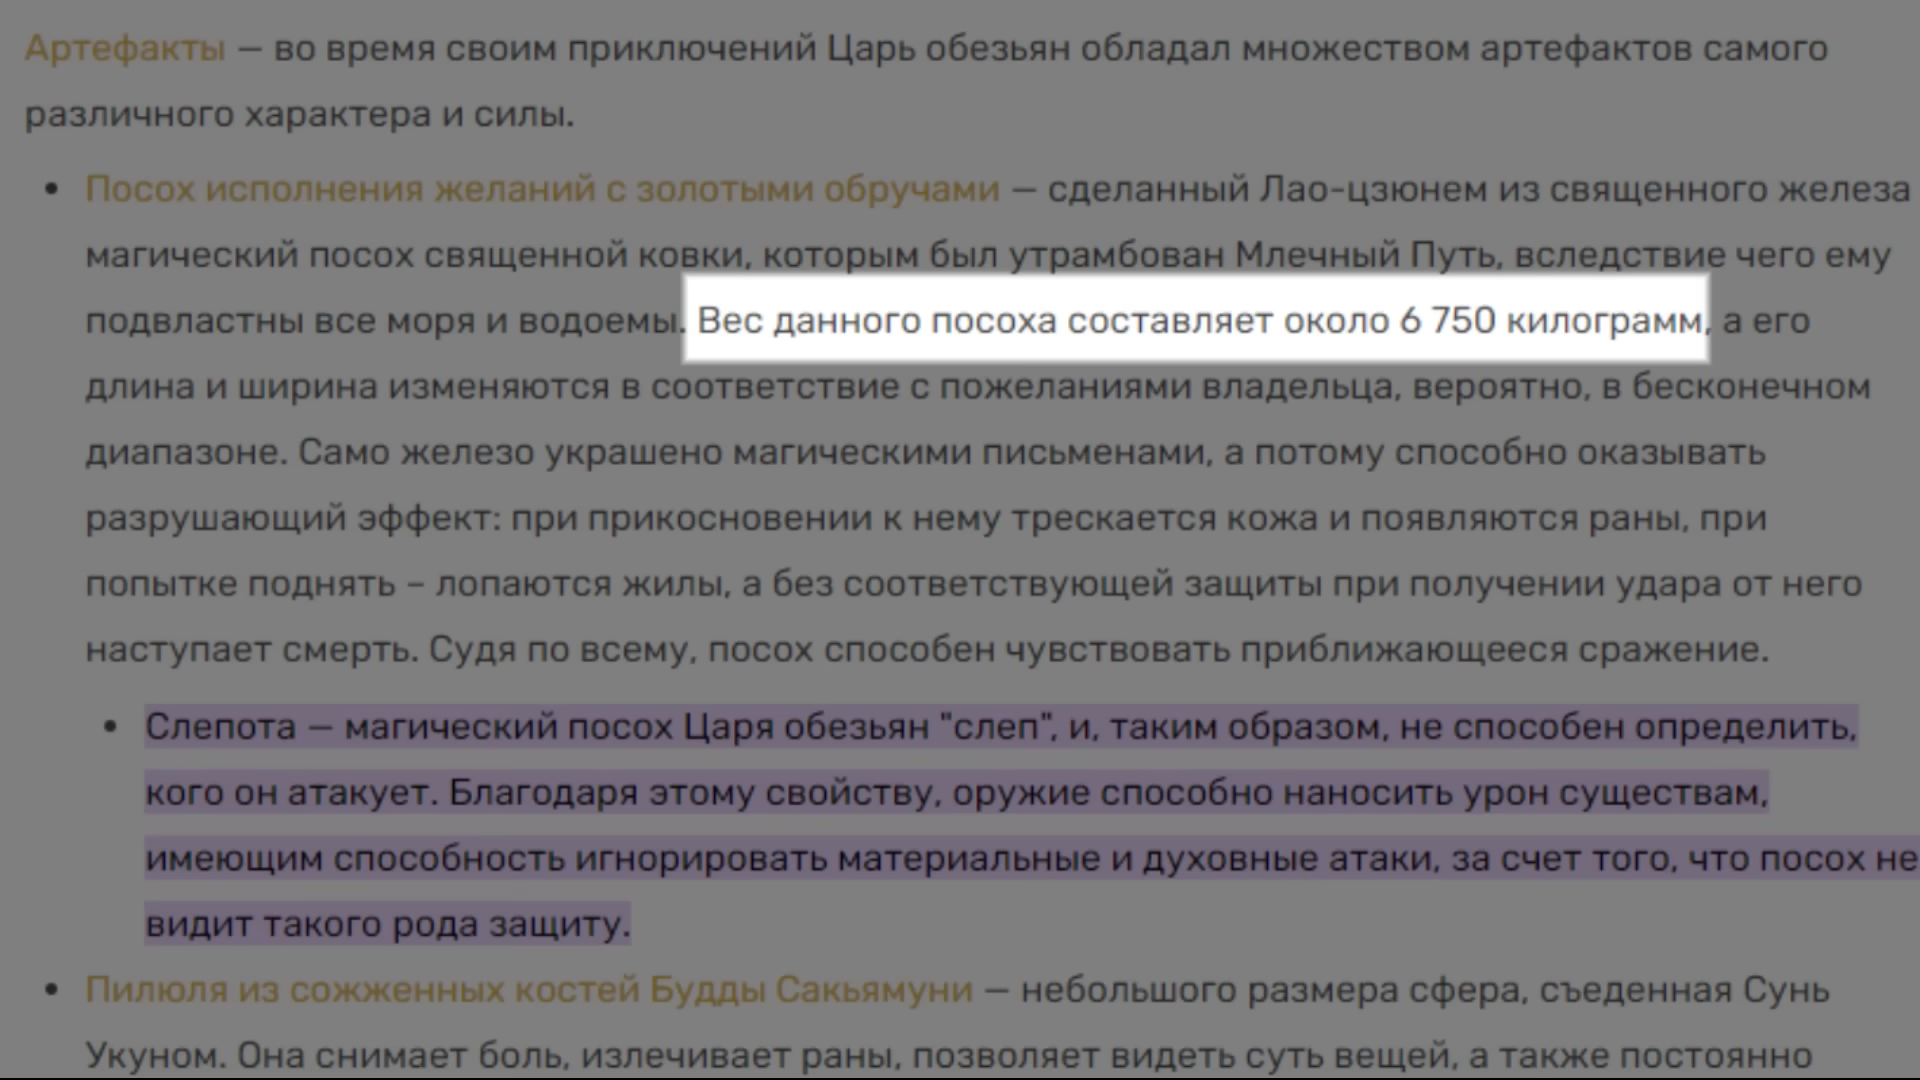 Артефакты — во время своим приключений Царь обезьян обладал множеством артефактов самого
различного характера и силы.
• Посох исполнения желаний с золотыми обручами — сделанный Лао-цзюнем из священного железа
магический посох священной ковки, которым был утрамбован Млечный Путь, вследствие чего ему
подвластны все моря и водоемы. Вес данного посоха составляет около 6 750 килограмм, а его
длина и ширина изменяются в соответствие с пожеланиями владельца, вероятно, в бесконечном
диапазоне. Само железо украшено магическими письменами, а потому способно оказывать
разрушающий эффект: при прикосновении к нему трескается кожа и появляются раны, при
попытке поднять – лопаются жилы, а без соответствующей защиты при получении удара от него
наступает смерть. Судя по всему, посох способен чувствовать приближающееся сражение.
• Слепота — магический посох Царя обезьян "слеп", и, таким образом, не способен определить,
кого он атакует. Благодаря этому свойству, оружие способно наносить урон существам,
имеющим способность игнорировать материальные и духовные атаки, за счет того, что посох не
видит такого рода защиту.
• Пилюля из сожженных костей Будды Сакьямуни — небольшого размера сфера, съеденная Сунь
Укуном. Она снимает боль, излечивает раны, позволяет видеть суть вещей, а также постоянно